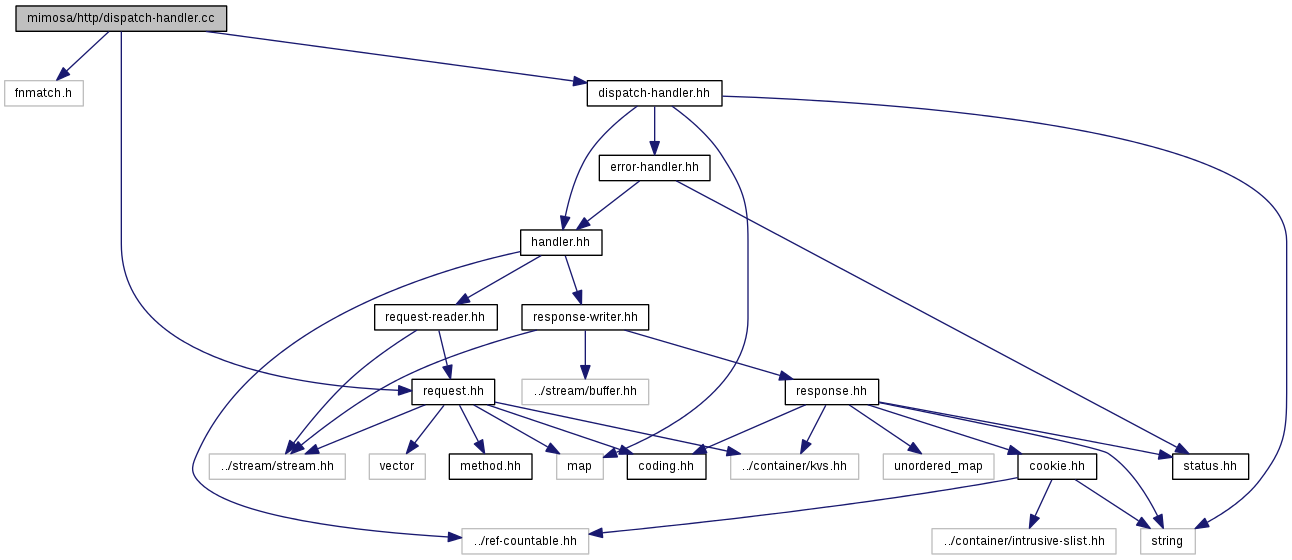 mimosa/http/dispatch-handler.cc
fnmatch.h
dispatch-handler.hh
error-handler.hh
handler.hh
request-reader.hh
response-writer.hh
request.hh
../stream/buffer.hh
response.hh
../stream/stream.hh
vector
method.hh
map
coding.hh
../container/kvs.hh
unordered_map
cookie.hh
status.hh
../ref-countable.hh
../container/intrusive-slist.hh
string